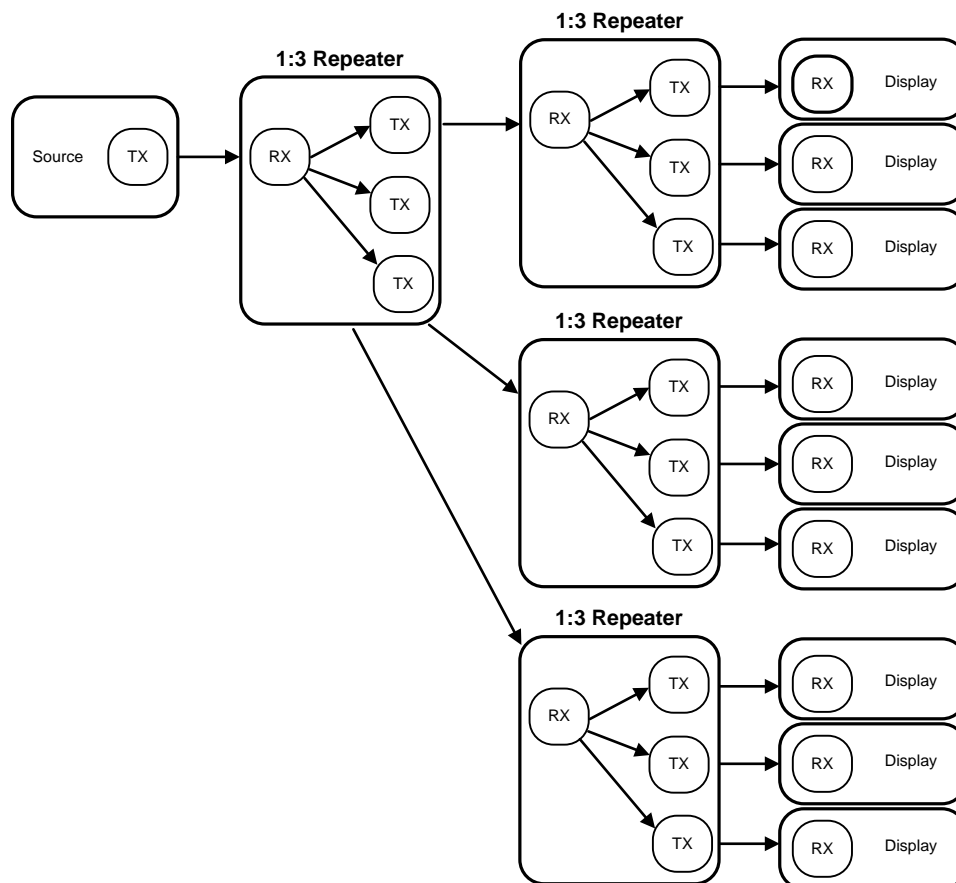 1:3 Repeater
Source
TX
RX
TX
TX
TX
1:3 Repeater
RX
TX
TX
TX
RX Display
RX Display
RX Display
1:3 Repeater
RX
TX
TX
TX
RX Display
RX Display
RX Display
1:3 Repeater
RX
TX
TX
TX
RX Display
RX Display
RX Display